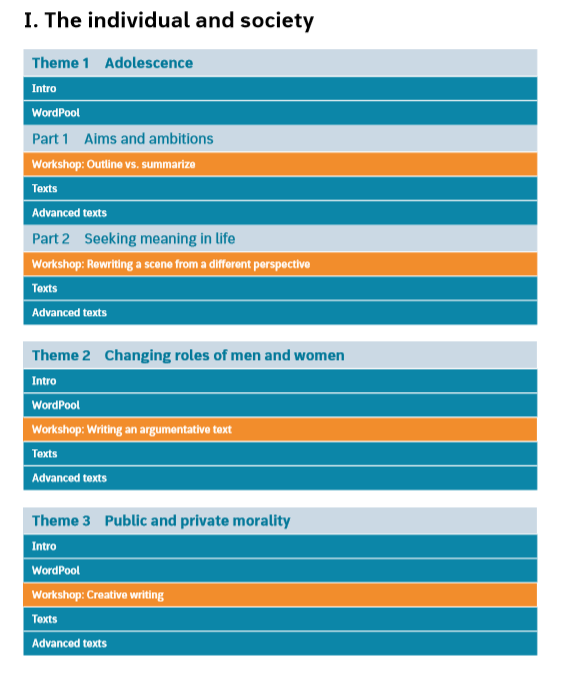 I. The individual and society
Theme 1 Adolescence
Intro
WordPool
Part 1 Aims and ambitions
Workshop: Outline vs. summarize
Texts
Advanced texts
Part 2 Seeking meaning in life
Workshop: Rewriting a scene from a different perspective
Texts
Advanced texts
Theme 2 Changing roles of men and women
Intro
WordPool
Workshop: Writing an argumentative text
Texts
Advanced texts
Theme 3 Public and private morality
Intro
WordPool
Workshop: Creative writing
Texts
Advanced texts